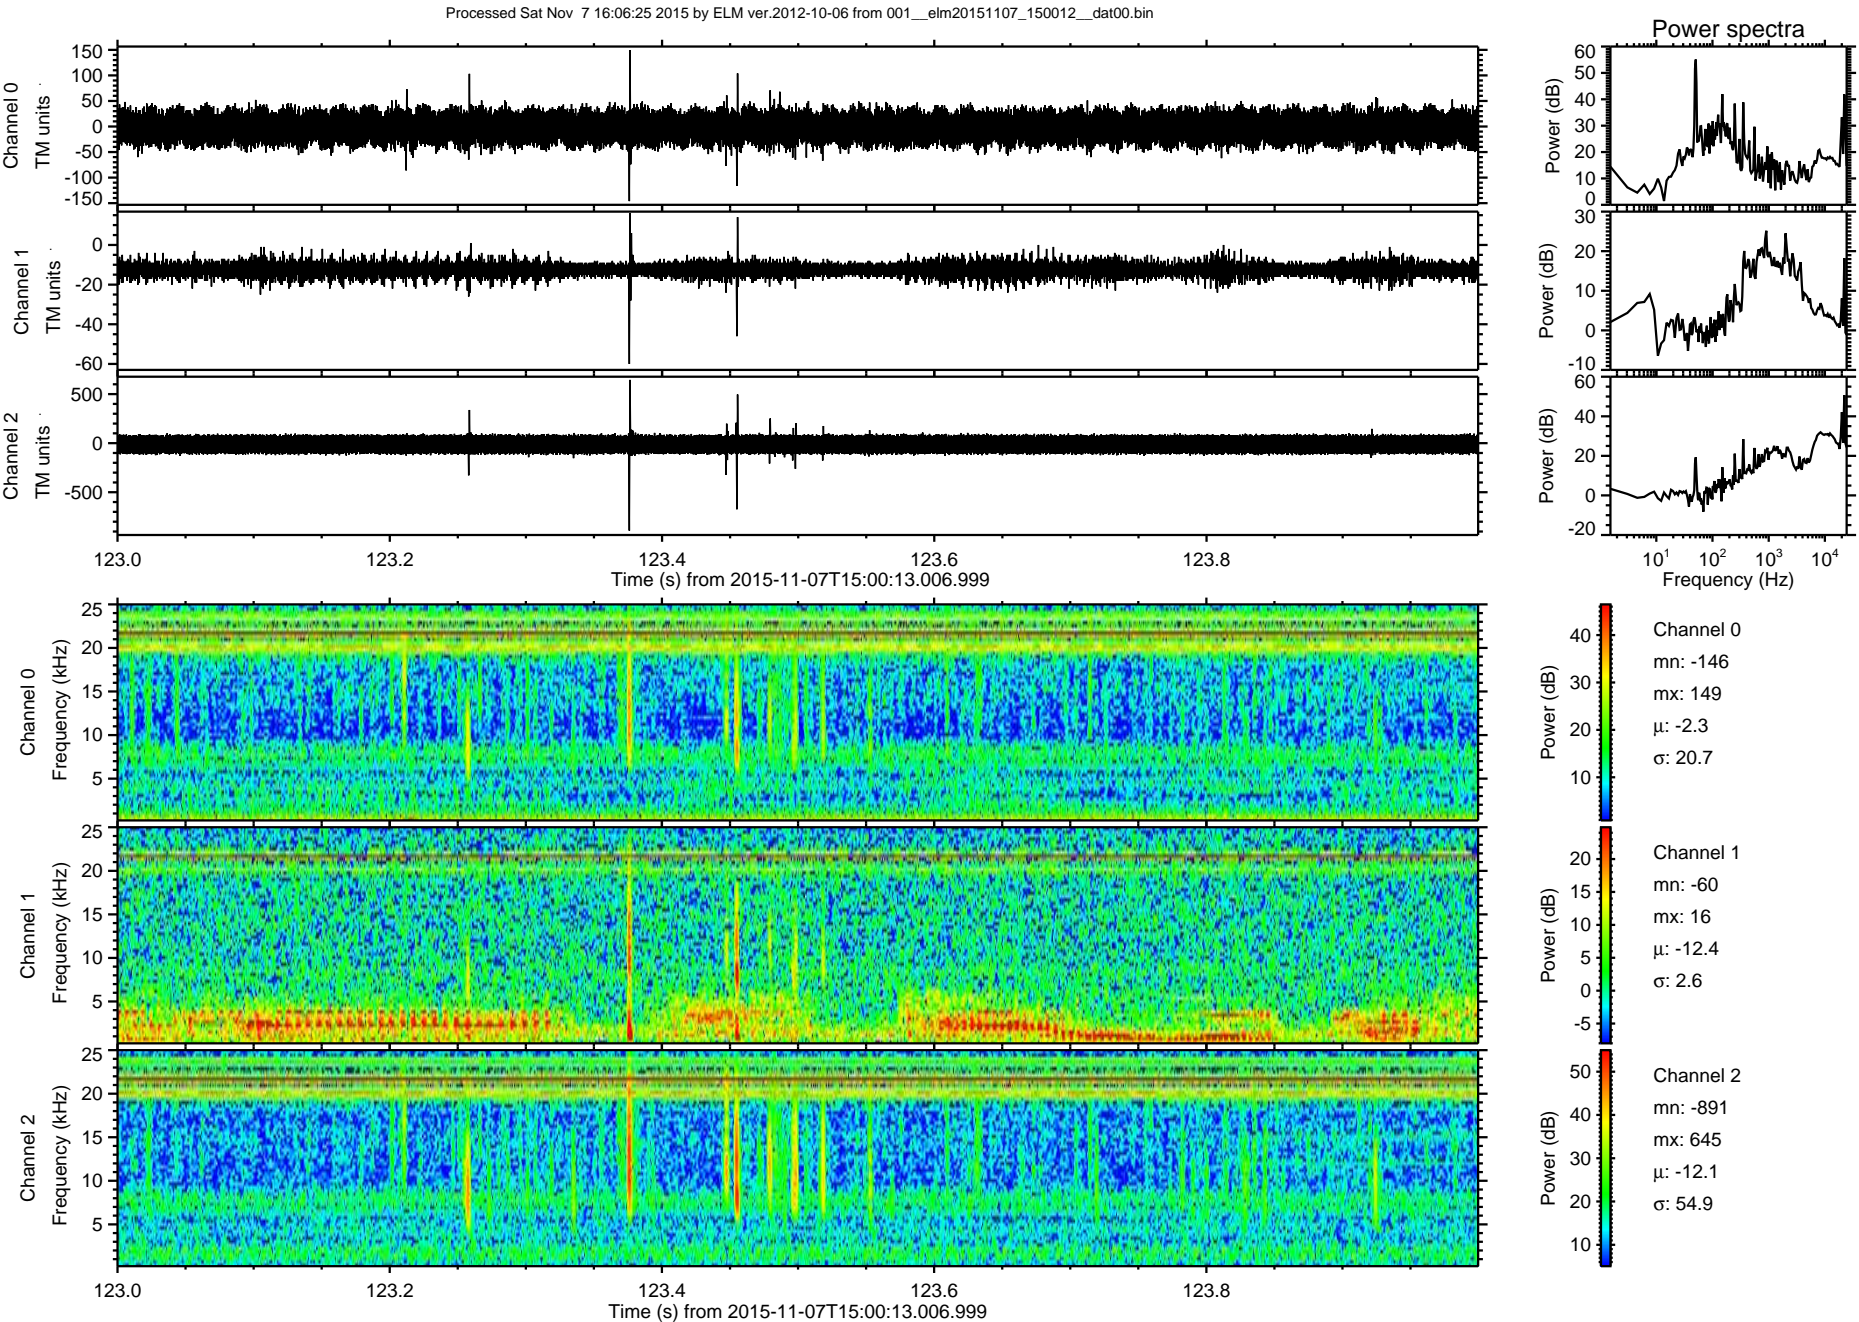 Processed Sat Nov 7 16:06:25 2015 by ELM ver.2012-10-06 from 001__elm20151107_150012__dat00.bin
Power spectra
Channel 0
TM units
150
100
50
0
-50
-100
-150
Power (dB)
60
50
40
30
20
10
0
Channel 1
TM units
0
-20
-40
-60
Power (dB)
30
20
10
0
-10
Channel 2
TM units
500
0
-500
Power (dB)
60
40
20
0
-20
123.0 123.2 123.4 123.6 123.8
Time (s) from 2015-11-07T15:00:13.006.999
10¹ 10² 10³ 10⁴
Frequency (Hz)
Channel 0
Frequency (kHz)
25
20
15
10
5
Power (dB)
40
30
20
10
Channel 0
mn: -146
mx: 149
μ: -2.3
σ: 20.7
Channel 1
Frequency (kHz)
25
20
15
10
5
Power (dB)
20
15
10
5
0
-5
Channel 1
mn: -60
mx: 16
μ: -12.4
σ: 2.6
Channel 2
Frequency (kHz)
25
20
15
10
5
Power (dB)
50
40
30
20
10
Channel 2
mn: -891
mx: 645
μ: -12.1
σ: 54.9
123.0 123.2 123.4 123.6 123.8
Time (s) from 2015-11-07T15:00:13.006.999